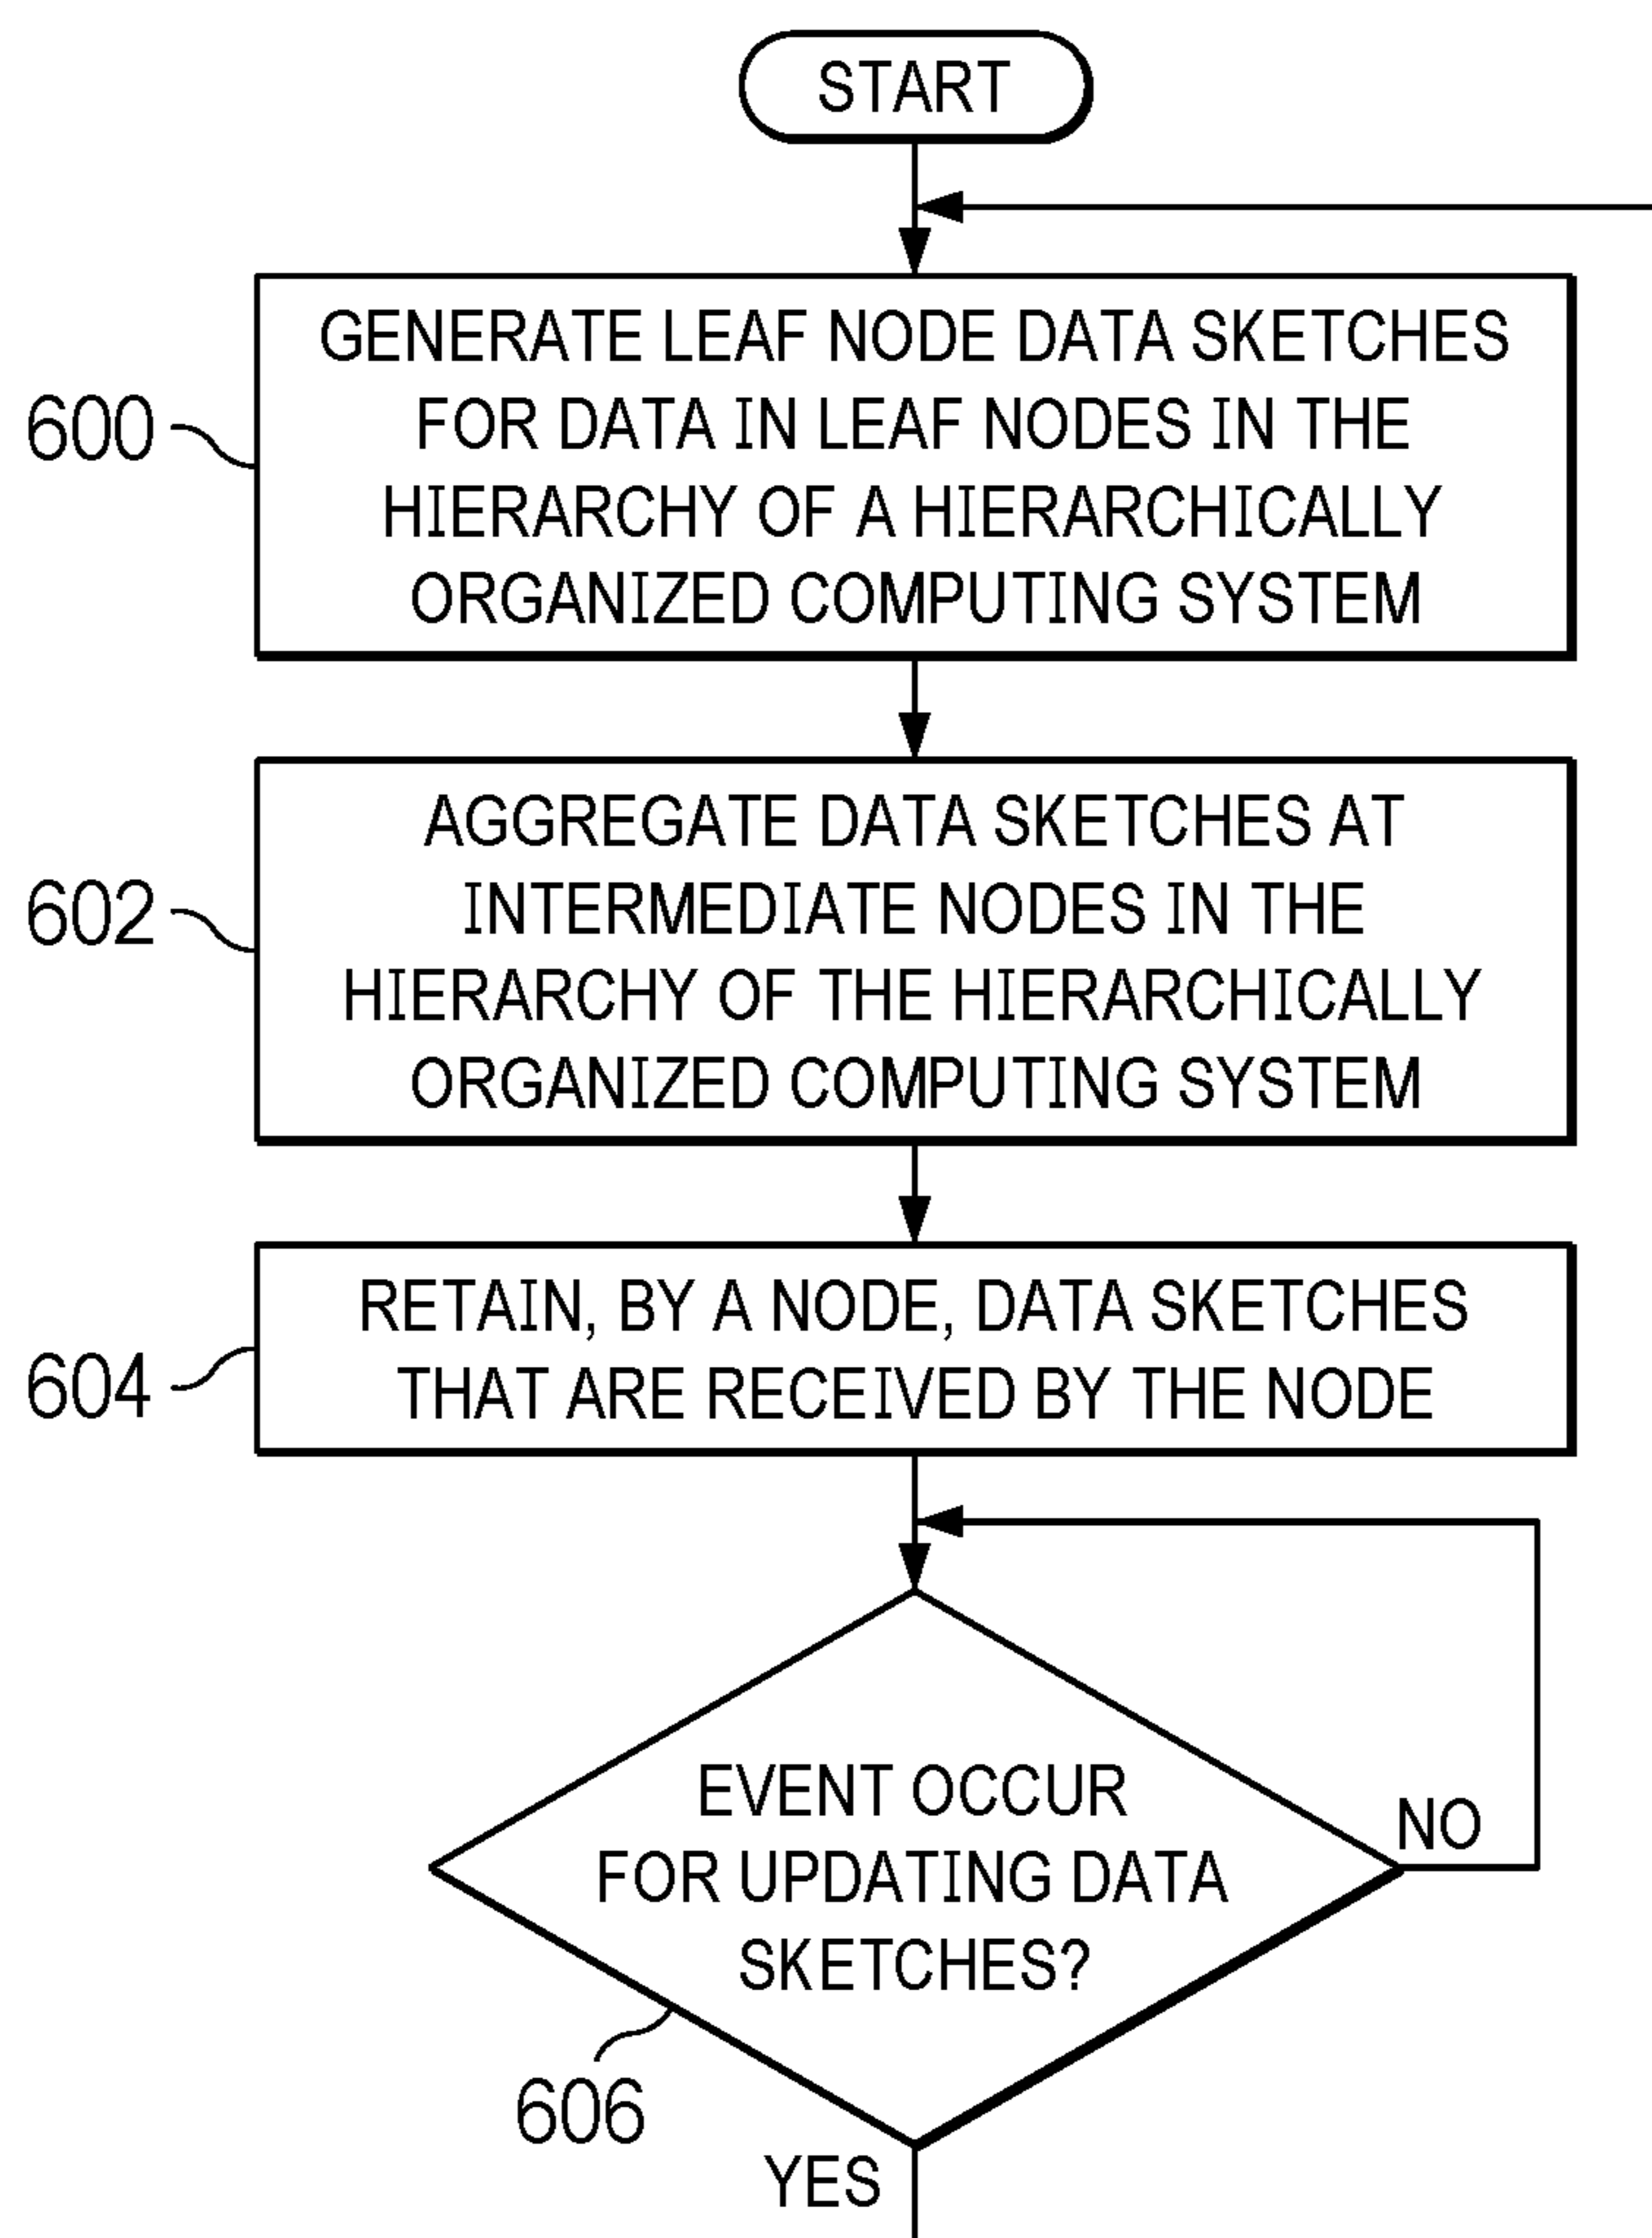 START
GENERATE LEAF NODE DATA SKETCHES
FOR DATA IN LEAF NODES IN THE
HIERARCHY OF A HIERARCHICALLY
ORGANIZED COMPUTING SYSTEM
600
AGGREGATE DATA SKETCHES AT
INTERMEDIATE NODES IN THE
HIERARCHY OF THE HIERARCHICALLY
ORGANIZED COMPUTING SYSTEM
602
RETAIN, BY A NODE, DATA SKETCHES
THAT ARE RECEIVED BY THE NODE
604
EVENT OCCUR
FOR UPDATING DATA
SKETCHES?
NO
606
YES